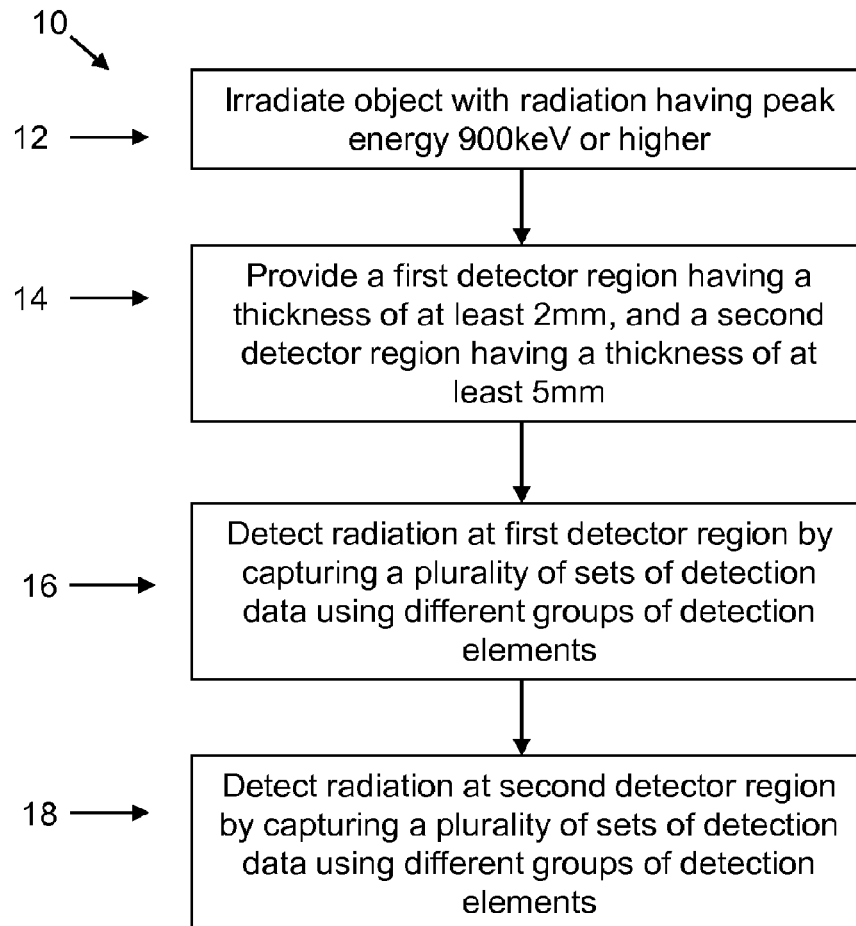 10
12
Irradiate object with radiation having peak
energy 900keV or higher
14
Provide a first detector region having a
thickness of at least 2mm, and a second
detector region having a thickness of at
least 5mm
16
Detect radiation at first detector region by
capturing a plurality of sets of detection
data using different groups of detection
elements
18
Detect radiation at second detector region
by capturing a plurality of sets of detection
data using different groups of detection
elements